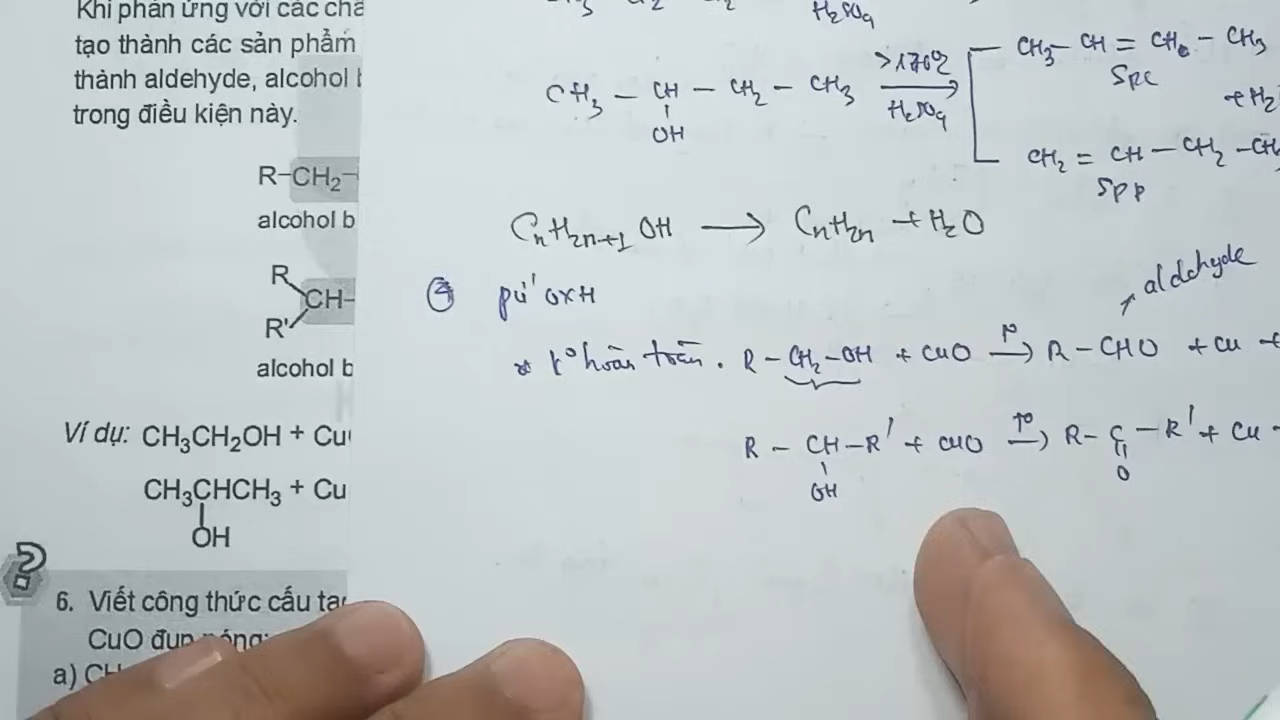 Khi phản ứng với các chấ
tạo thành các sản phẩm
thành aldehyde, alcohol b
trong điều kiện này.
R-CH2-
alcohol b
R
CH-
R'
alcohol b
Ví dụ: CH3CH2OH + Cu
CH3CHCH3 + Cu
OH
6. Viết công thức cấu tạ
CuO đun nóng:
a) CH
H2SO4
CH3 - CH - CH2 - CH3
OH
>170°C
H2SO4
CH3 - CH = CH - CH3
SPC
+ H2
CH2 = CH - CH2 - CH
SPP
CnH2n+1 OH → CnH2n + H2O
pư OXH
aldehyde
* K° hoàn toàn. R - CH2 - OH + CuO t° → R - CHO + Cu +
R - CH - R' + CuO t° → R - C - R' + Cu +
OH
O